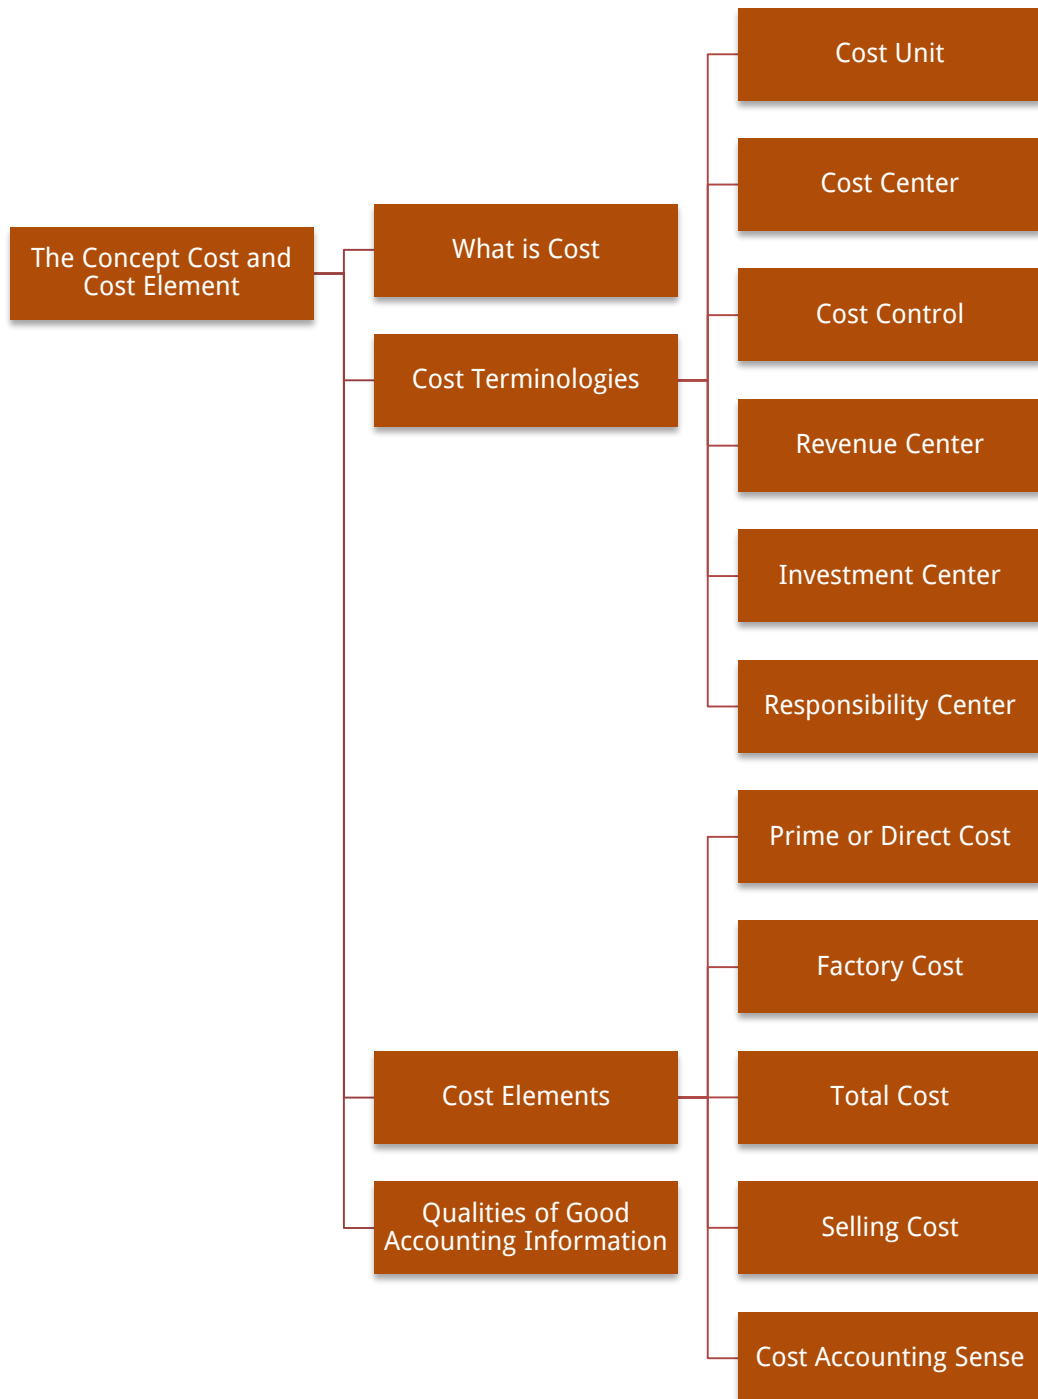 The Concept Cost and
Cost Element
What is Cost
Cost Terminologies
Cost Unit
Cost Center
Cost Control
Revenue Center
Investment Center
Responsibility Center
Cost Elements
Prime or Direct Cost
Factory Cost
Total Cost
Selling Cost
Cost Accounting Sense
Qualities of Good
Accounting Information